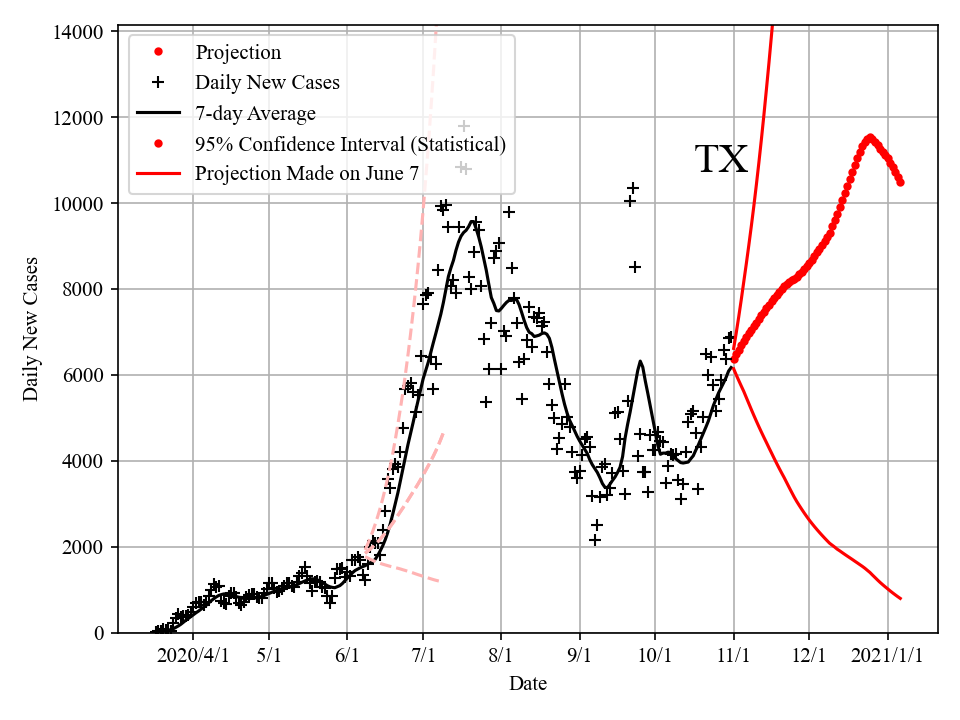 14000
12000
10000
8000
6000
4000
2000
0
Daily New Cases
Projection
Daily New Cases
7-day Average
95% Confidence Interval (Statistical)
Projection Made on June 7
TX
2020/4/1 5/1 6/1 7/1 8/1 9/1 10/1 11/1 12/1 2021/1/1
Date